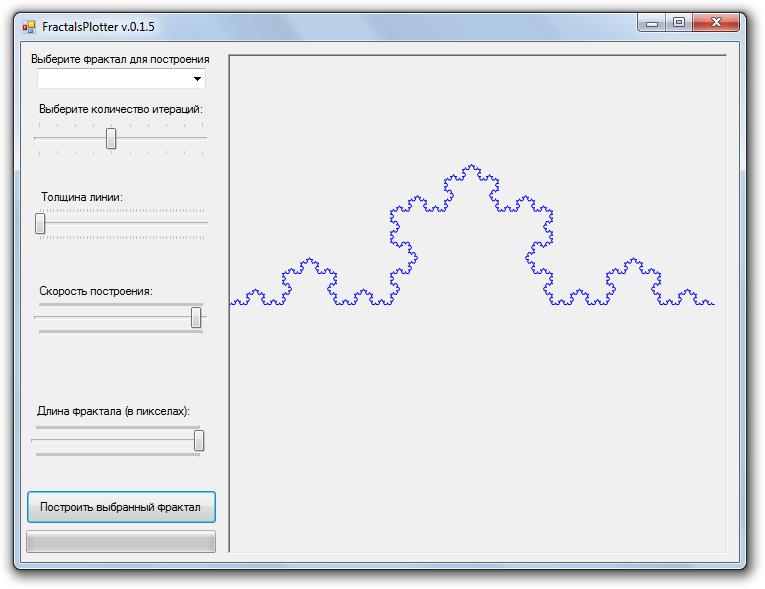 FractalsPlotter v.0.1.5
Выберите фрактал для построения
Выберите количество итераций:
Толщина линии:
Скорость построения:
Длина фрактала (в пикселах):
Построить выбранный фрактал